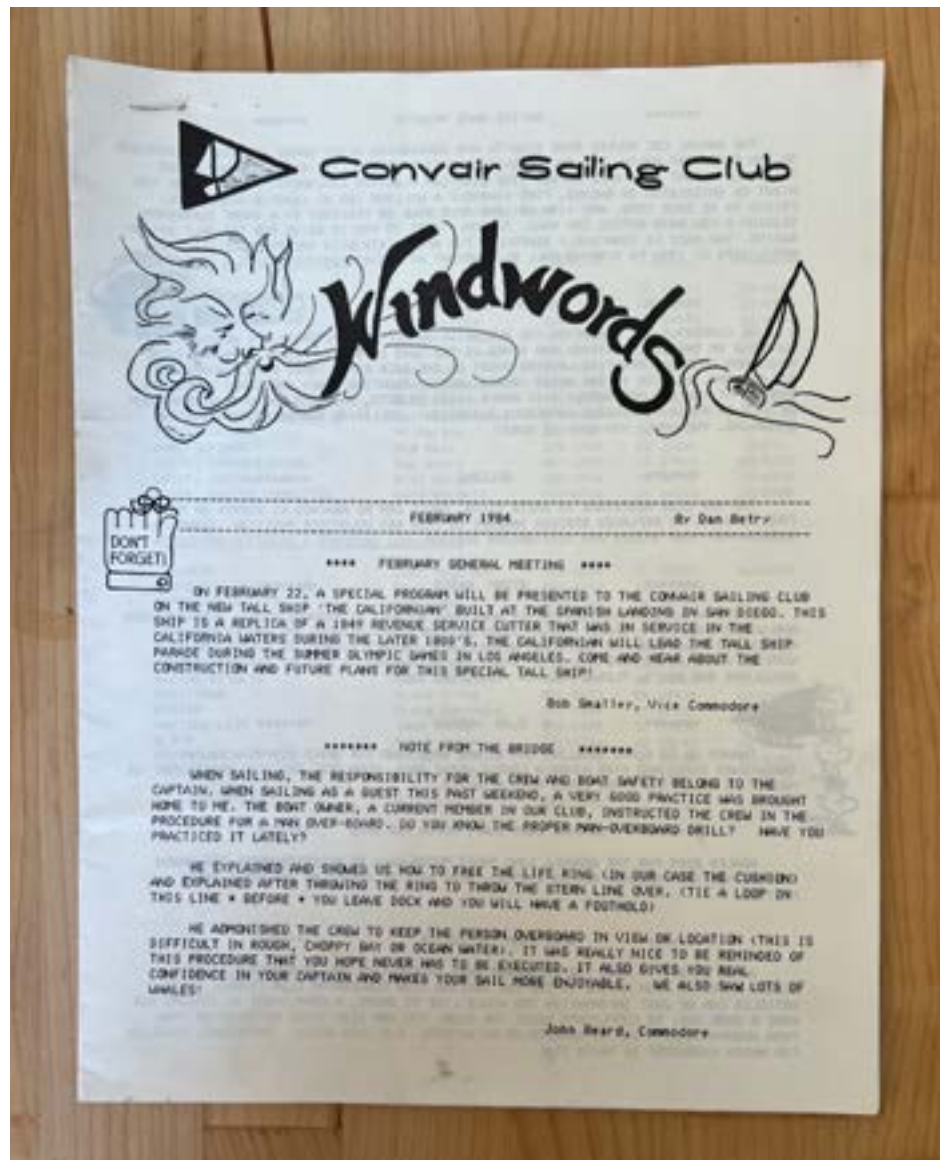 Convair Sailing Club
Windwords
DON'T
FORGET!
FEBRUARY 1984 By Dan Betry
**** FEBRUARY GENERAL MEETING ****
ON FEBRUARY 22, A SPECIAL PROGRAM WILL BE PRESENTED TO THE CONVAIR SAILING CLUB
ON THE NEW TALL SHIP 'THE CALIFORNIAN' BUILT AT THE SPANISH LANDING IN SAN DIEGO. THIS
SHIP IS A REPLICA OF A 1849 REVENUE SERVICE CUTTER THAT WAS IN SERVICE IN THE
CALIFORNIA WATERS DURING THE LATER 1800'S. THE CALIFORNIAN WILL LEAD THE TALL SHIP
PARADE DURING THE SUMMER OLYMPIC GAMES IN LOS ANGELES. COME AND HEAR ABOUT THE
CONSTRUCTION AND FUTURE PLANS FOR THIS SPECIAL TALL SHIP!
Bob Smaller, Vice Commodore
******* NOTE FROM THE BRIDGE *******
WHEN SAILING, THE RESPONSIBILITY FOR THE CREW AND BOAT SAFETY BELONG TO THE
CAPTAIN. WHEN SAILING AS A GUEST THIS PAST WEEKEND, A VERY GOOD PRACTICE WAS BROUGHT
HOME TO ME. THE BOAT OWNER, A CURRENT MEMBER IN OUR CLUB, INSTRUCTED THE CREW IN THE
PROCEDURE FOR A MAN OVER-BOARD. DO YOU KNOW THE PROPER MAN-OVERBOARD DRILL? HAVE YOU
PRACTICED IT LATELY?
HE EXPLAINED AND SHOWED US HOW TO FREE THE LIFE RING (IN OUR CASE THE CUSHION)
AND EXPLAINED AFTER THROWING THE RING TO THROW THE STERN LINE OVER. (TIE A LOOP IN
THIS LINE * BEFORE * YOU LEAVE DOCK AND YOU WILL HAVE A FOOTHOLD)
HE ADMONISHED THE CREW TO KEEP THE PERSON OVERBOARD IN VIEW OR LOCATION (THIS IS
DIFFICULT IN ROUGH, CHOPPY BAY OR OCEAN WATER). IT WAS REALLY NICE TO BE REMINDED OF
THIS PROCEDURE THAT YOU HOPE NEVER HAS TO BE EXECUTED. IT ALSO GIVES YOU REAL
CONFIDENCE IN YOUR CAPTAIN AND MAKES YOUR SAIL MORE ENJOYABLE. WE ALSO SAW LOTS OF
WHALES!
John Heard, Commodore